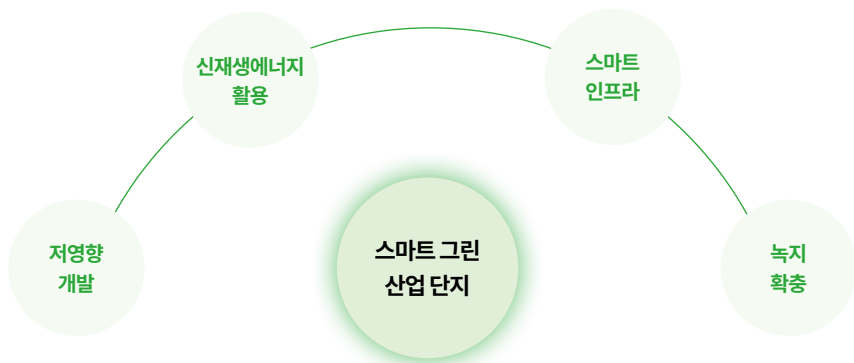 신재생에너지
활용
스마트
인프라
저영향
개발
스마트 그린
산업 단지
녹지
확충